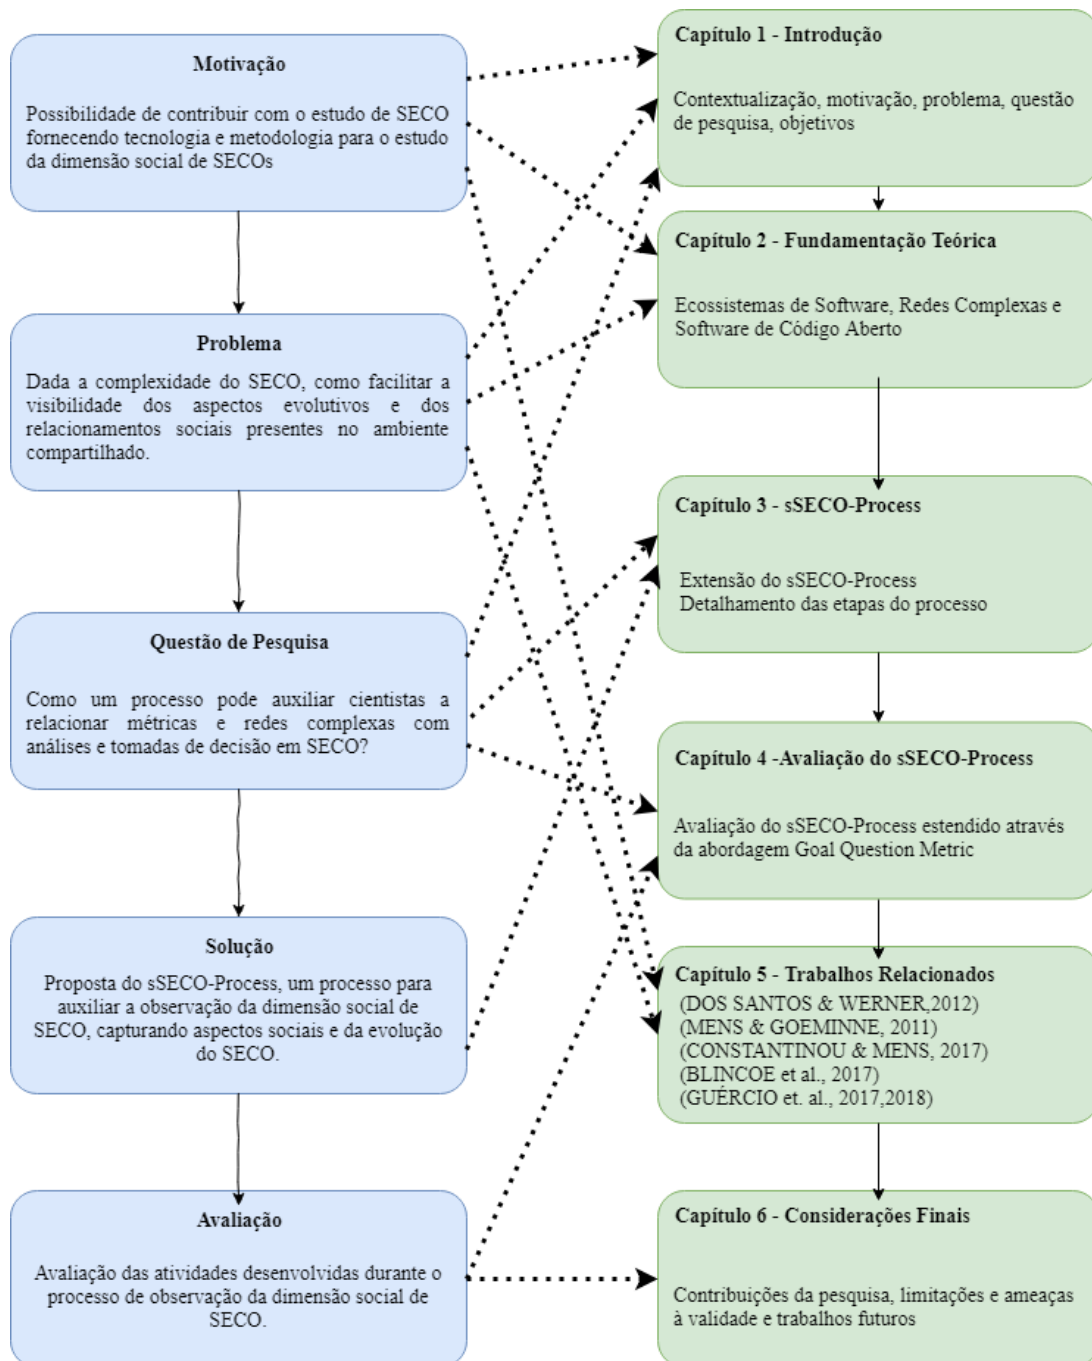 Motivação
Possibilidade de contribuir com o estudo de SECO
fornecendo tecnologia e metodologia para o estudo
da dimensão social de SECOs
Problema
Dada a complexidade do SECO, como facilitar a
visibilidade dos aspectos evolutivos e dos
relacionamentos sociais presentes no ambiente
compartilhado.
Questão de Pesquisa
Como um processo pode auxiliar cientistas a
relacionar métricas e redes complexas com
análises e tomadas de decisão em SECO?
Solução
Proposta do sSECO-Process, um processo para
auxiliar a observação da dimensão social de
SECO, capturando aspectos sociais e da evolução
do SECO.
Avaliação
Avaliação das atividades desenvolvidas durante o
processo de observação da dimensão social de
SECO.
Capítulo 1 - Introdução
Contextualização, motivação, problema, questão
de pesquisa, objetivos
Capítulo 2 - Fundamentação Teórica
Ecossistemas de Software, Redes Complexas e
Software de Código Aberto
Capítulo 3 - sSECO-Process
Extensão do sSECO-Process
Detalhamento das etapas do processo
Capítulo 4 -Avaliação do sSECO-Process
Avaliação do sSECO-Process estendido através
da abordagem Goal Question Metric
Capítulo 5 - Trabalhos Relacionados
(DOS SANTOS & WERNER,2012)
(MENS & GOEMINNE, 2011)
(CONSTANTINOU & MENS, 2017)
(BLINCOE et al., 2017)
(GUÉRCIO et. al., 2017,2018)
Capítulo 6 - Considerações Finais
Contribuições da pesquisa, limitações e ameaças
à validade e trabalhos futuros